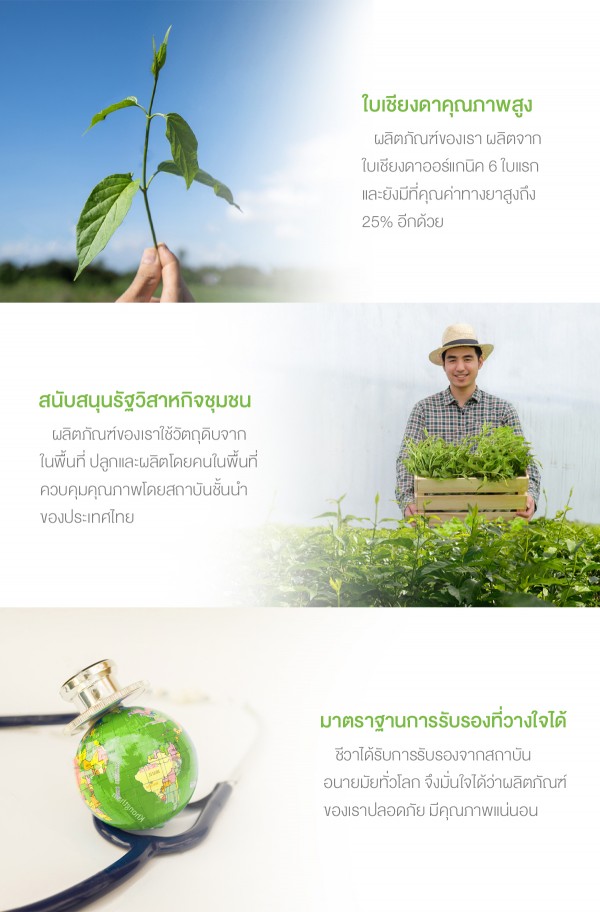 ใบเชียงดาคุณภาพสูง
ผลิตภัณฑ์ของเรา ผลิตจาก
ใบเชียงดาออร์แกนิค 6 ใบแรก
และยังมีที่คุณค่าทางยาสูงถึง
25% อีกด้วย
สนับสนุนรัฐวิสาหกิจชุมชน
ผลิตภัณฑ์ของเราใช้วัตถุดิบจาก
ในพื้นที่ ปลูกและผลิตโดยคนในพื้นที่
ควบคุมคุณภาพโดยสถาบันชั้นนำ
ของประเทศไทย
มาตราฐานการรับรองที่วางใจได้
ชีวาได้รับการรับรองจากสถาบัน
อนายมัยทั่วโลก จึงมั่นใจได้ว่าผลิตภัณฑ์
ของเราปลอดภัย มีคุณภาพแน่นอน